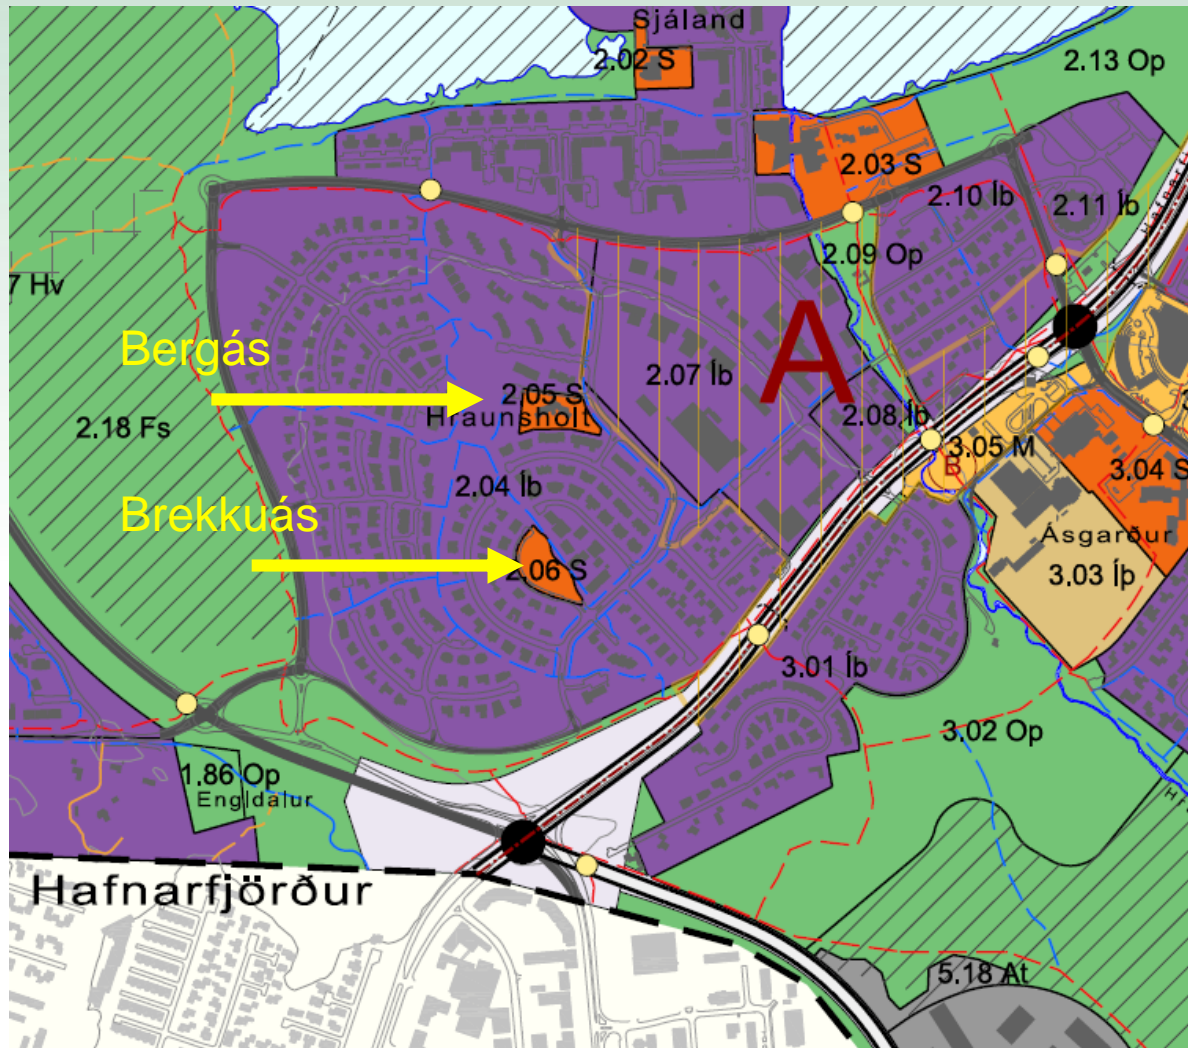 Sjáland
2.02 S
2.13 Op
2.03 S
2.10 Íb
2.11 Íb
2.09 Op
7 Hv
Bergás
A
2.07 Íb
2.05 S
Hraunsholt
2.08 Íb
2.18 Fs
3.05 M
B
3.04 S
2.04 Íb
Brekkuás
Ásgarður
2.06 S
3.03 Íþ
3.01 Íb
3.02 Op
1.86 Op
Engidalur
Hafnarfjörður
5.18 At